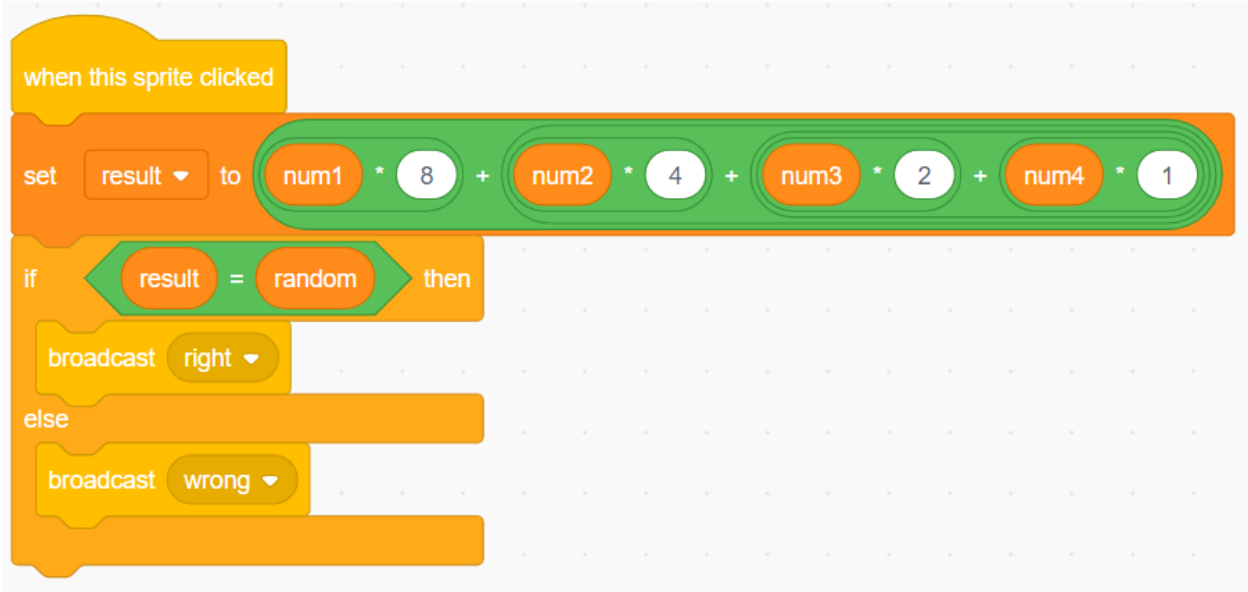 when this sprite clicked
set result to num1 * 8 + num2 * 4 + num3 * 2 + num4 * 1
if result = random then
broadcast right
else
broadcast wrong